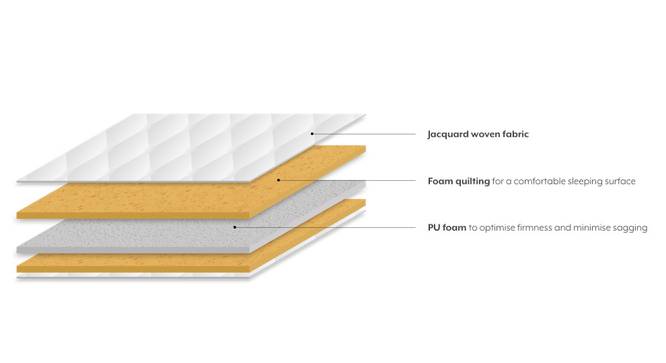 Jacquard woven fabric
Foam quilting for a comfortable sleeping surface
PU foam to optimise firmness and minimise sagging